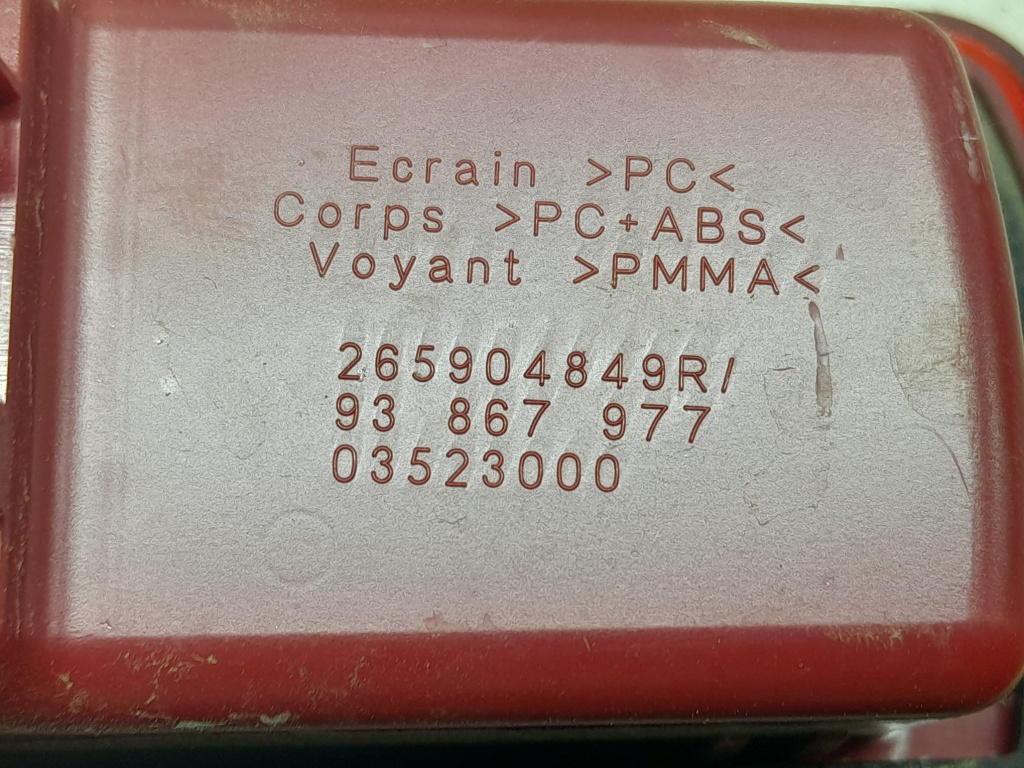 Ecrain >PC<
Corps >PC+ABS<
Voyant >PMMA<
265904849R/
93 867 977
03523000